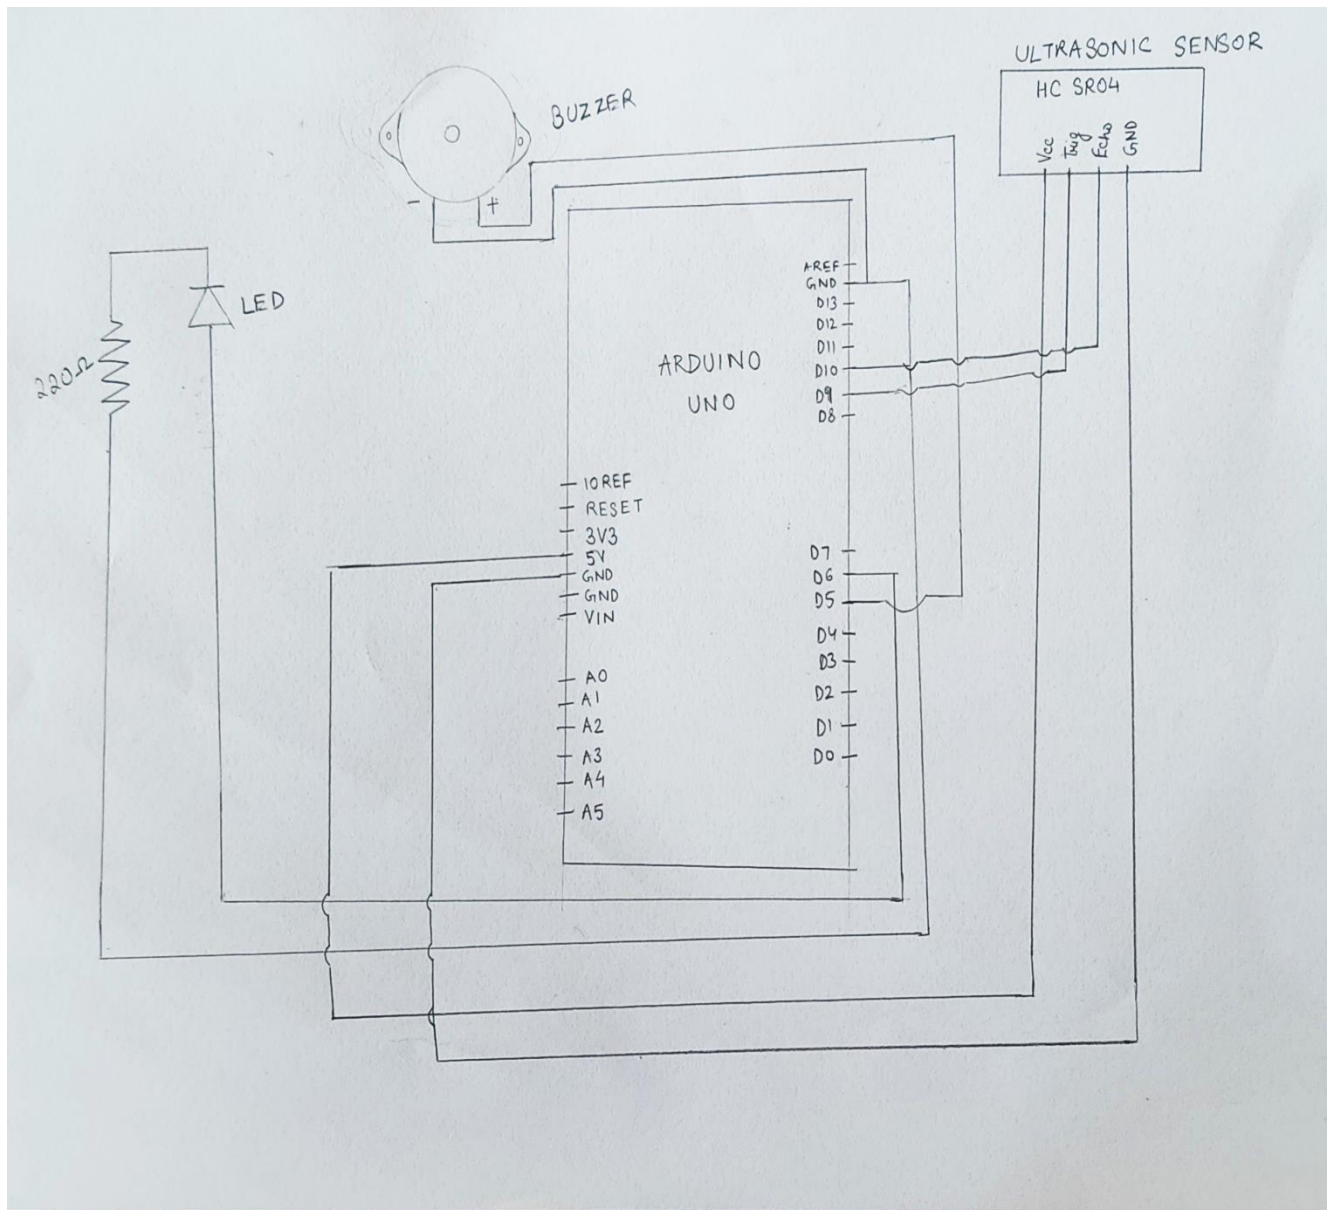 ULTRASONIC SENSOR
HC SR04
Vcc
Trig
Echo
GND
BUZZER
- +
LED
220Ω
ARDUINO
UNO
AREF
GND
D13
D12
D11
D10
D9
D8
IOREF
RESET
3V3
5V
GND
GND
VIN
D7
D6
D5
D4
D3
D2
D1
D0
A0
A1
A2
A3
A4
A5